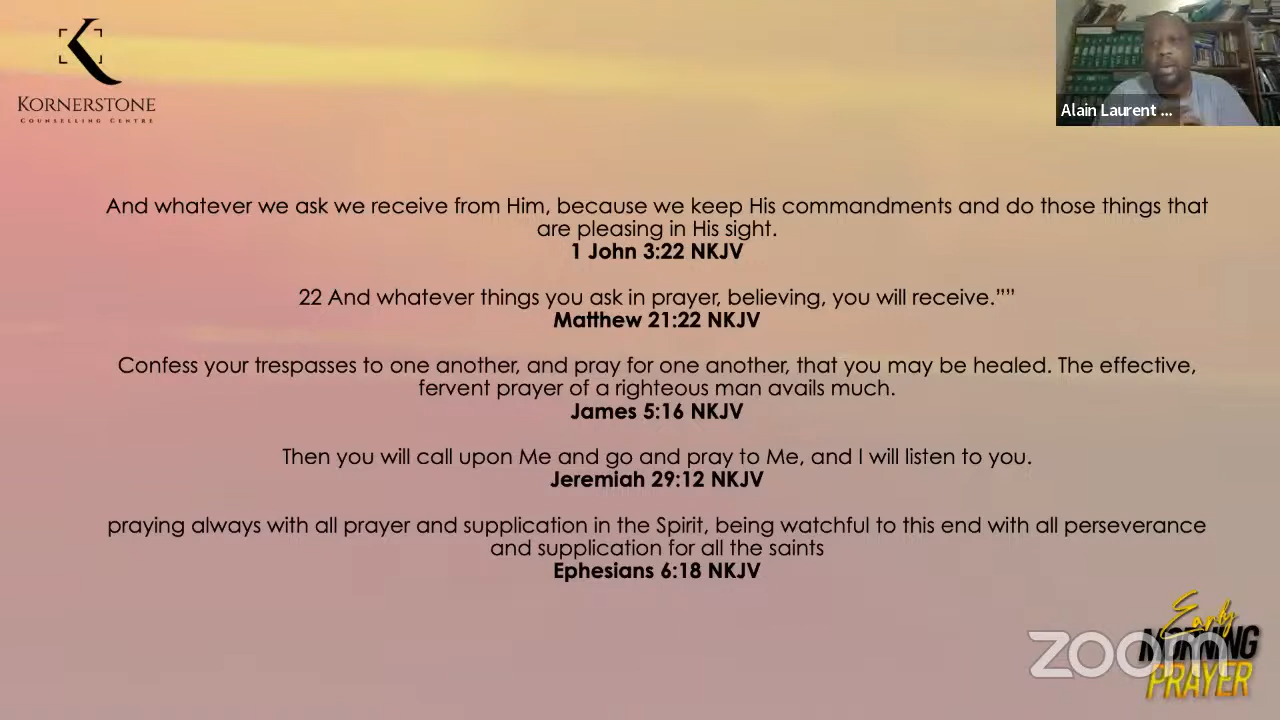 KORNERSTONE
COUNSELLING CENTRE
Alain Laurent ...
And whatever we ask we receive from Him, because we keep His commandments and do those things that
are pleasing in His sight.
1 John 3:22 NKJV
22 And whatever things you ask in prayer, believing, you will receive.””
Matthew 21:22 NKJV
Confess your trespasses to one another, and pray for one another, that you may be healed. The effective,
fervent prayer of a righteous man avails much.
James 5:16 NKJV
Then you will call upon Me and go and pray to Me, and I will listen to you.
Jeremiah 29:12 NKJV
praying always with all prayer and supplication in the Spirit, being watchful to this end with all perseverance
and supplication for all the saints
Ephesians 6:18 NKJV
Early
MORNING
PRAYER
zoom